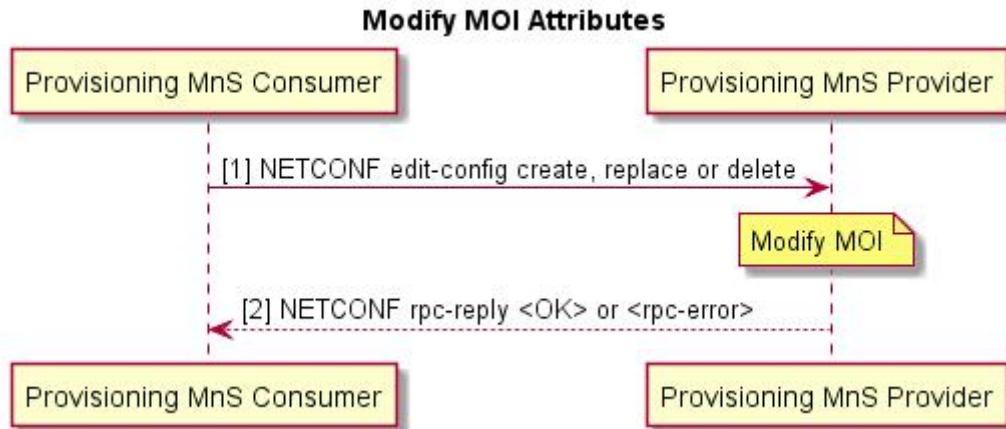 Modify MOI Attributes
Provisioning MnS Consumer
Provisioning MnS Provider
[1] NETCONF edit-config create, replace or delete
Modify MOI
[2] NETCONF rpc-reply <OK> or <rpc-error>
Provisioning MnS Consumer
Provisioning MnS Provider